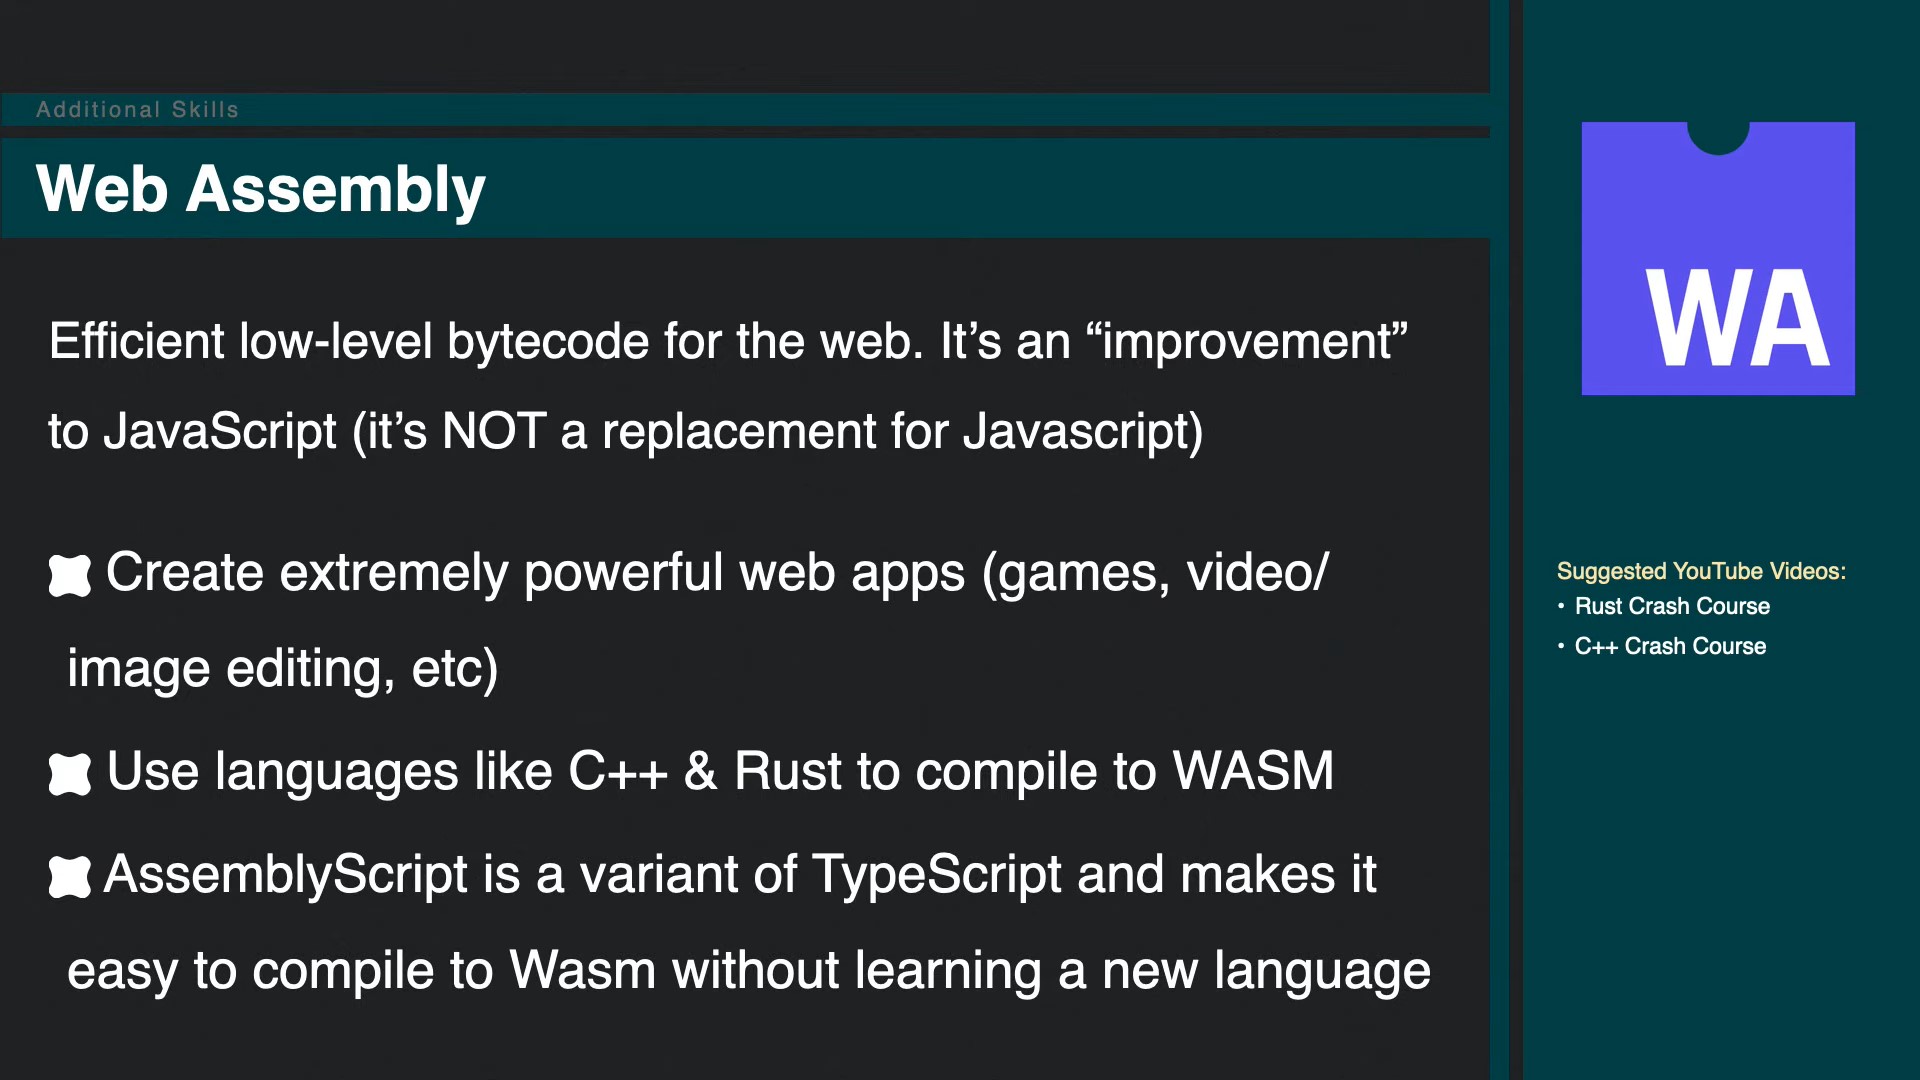 Additional Skills
Web Assembly
Efficient low-level bytecode for the web. It’s an “improvement”
to JavaScript (it’s NOT a replacement for Javascript)
Create extremely powerful web apps (games, video/
image editing, etc)
Use languages like C++ & Rust to compile to WASM
AssemblyScript is a variant of TypeScript and makes it
easy to compile to Wasm without learning a new language
WA
Suggested YouTube Videos:
• Rust Crash Course
• C++ Crash Course